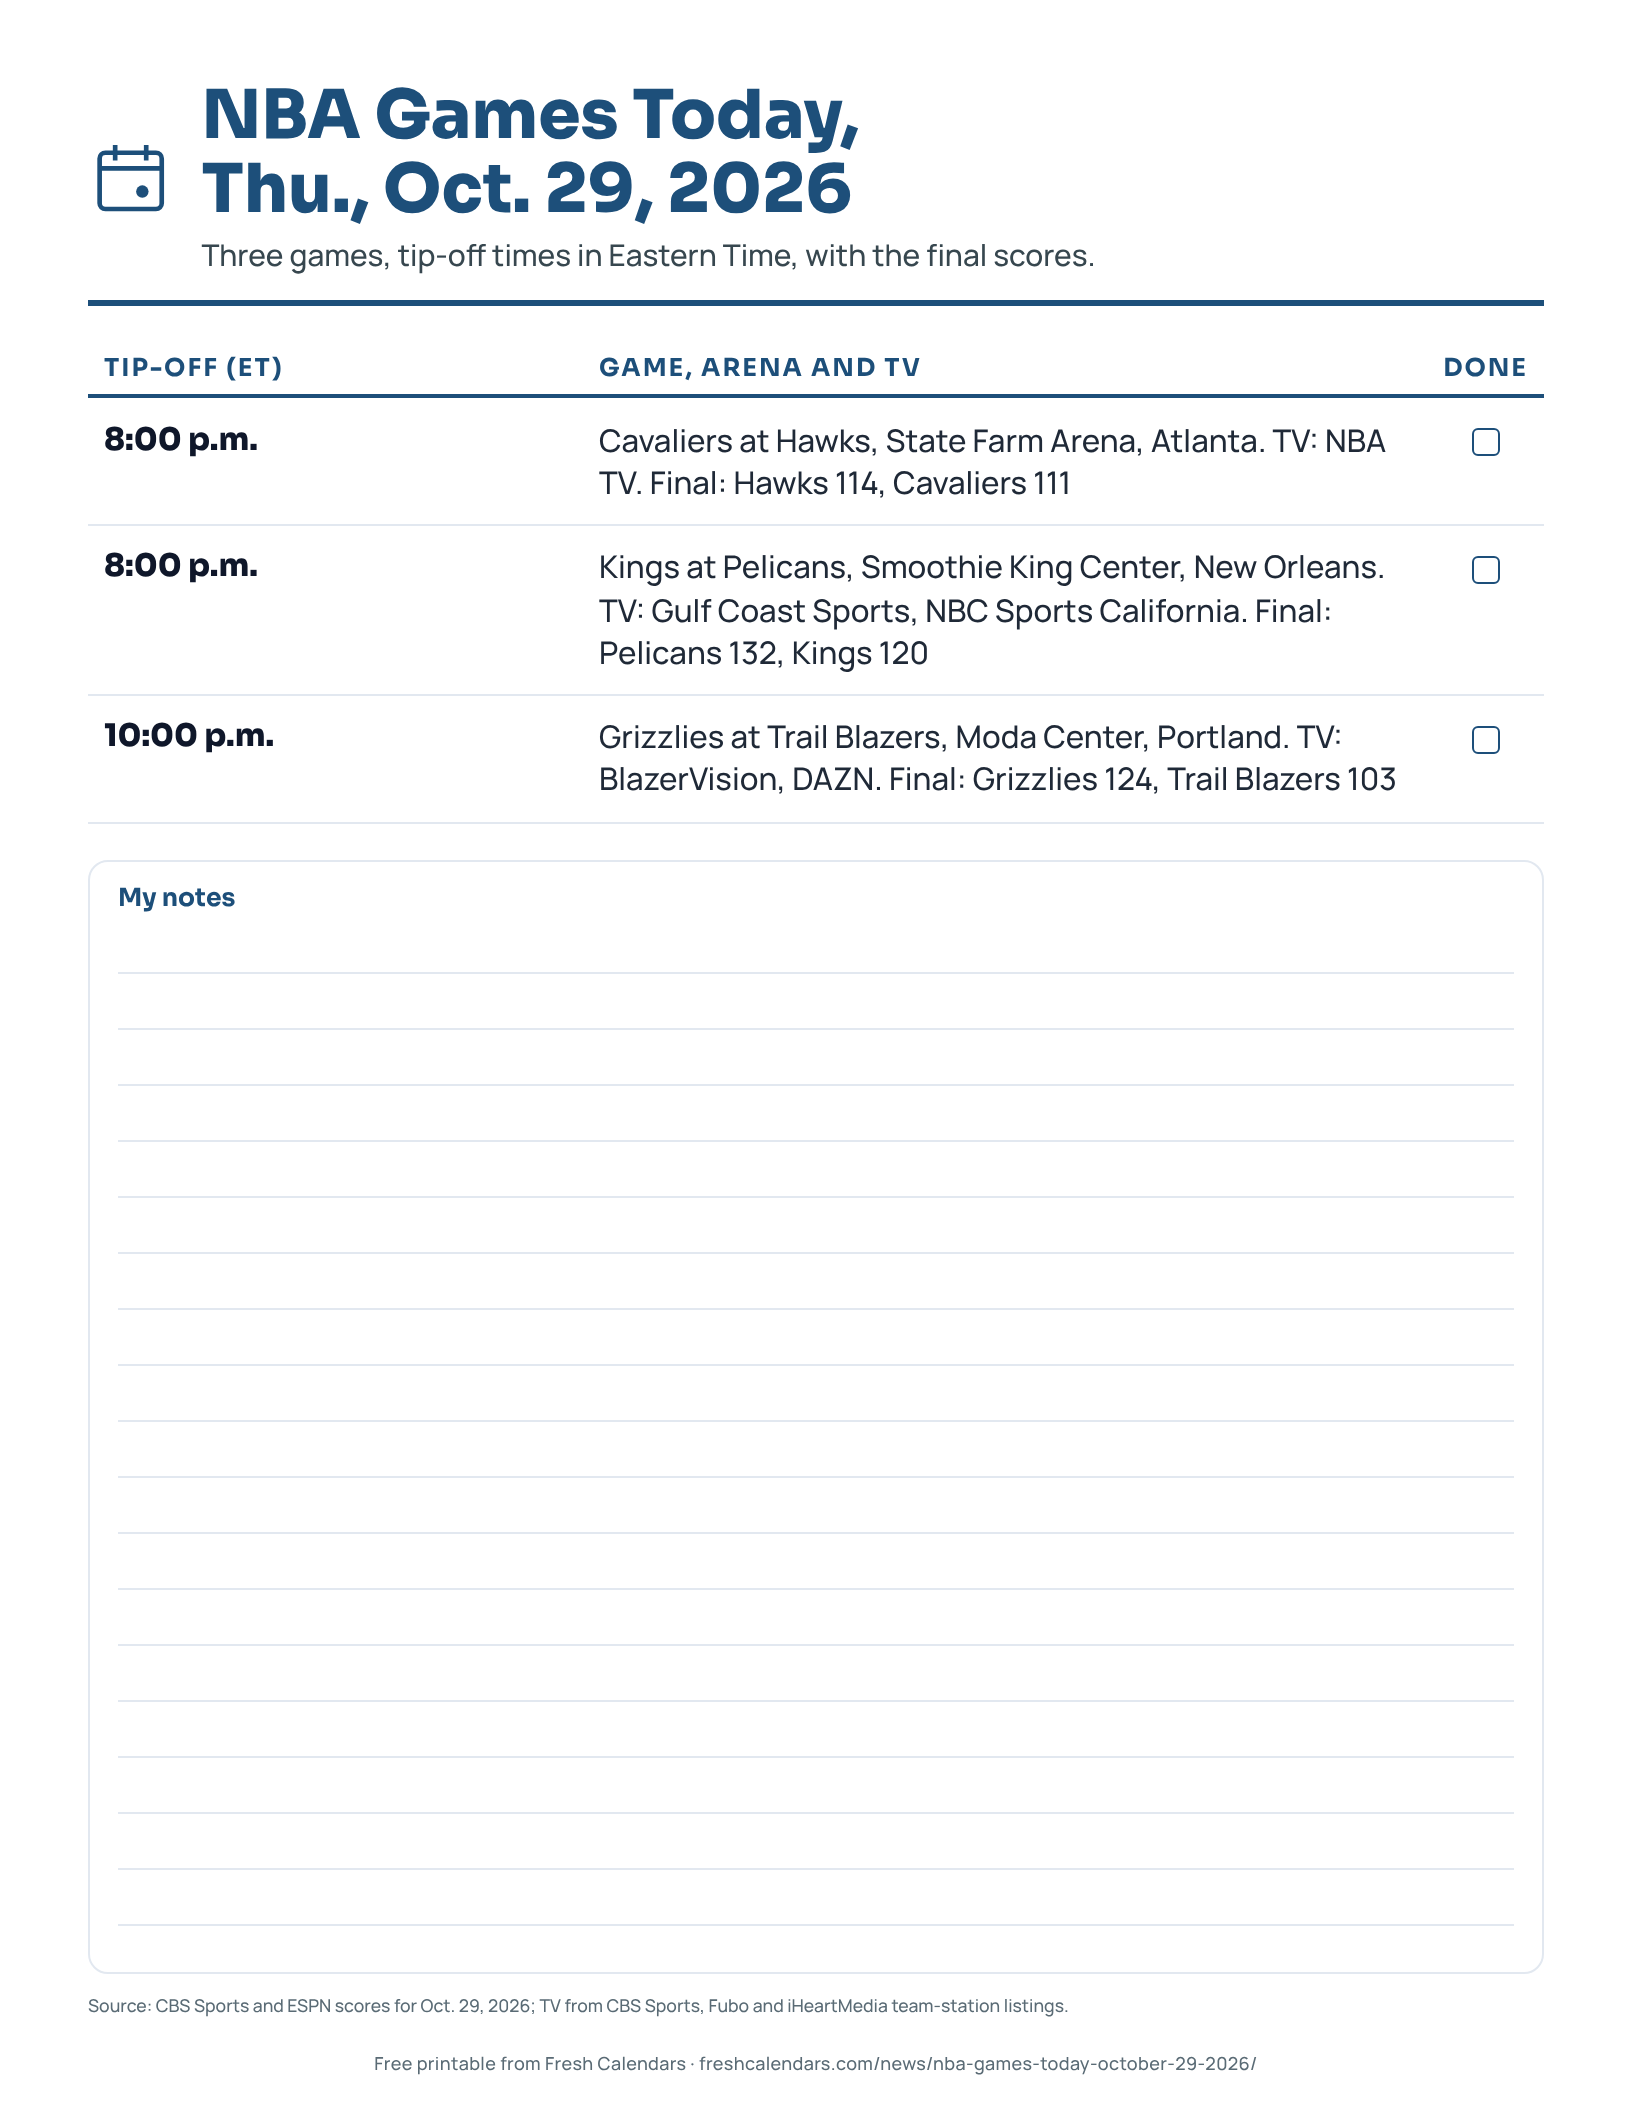 NBA Games Today,
Thu., Oct. 29, 2026
Three games, tip-off times in Eastern Time, with the final scores.
TIP-OFF (ET) GAME, ARENA AND TV DONE
8:00 p.m. Cavaliers at Hawks, State Farm Arena, Atlanta. TV: NBA
TV. Final: Hawks 114, Cavaliers 111
8:00 p.m. Kings at Pelicans, Smoothie King Center, New Orleans.
TV: Gulf Coast Sports, NBC Sports California. Final:
Pelicans 132, Kings 120
10:00 p.m. Grizzlies at Trail Blazers, Moda Center, Portland. TV:
BlazerVision, DAZN. Final: Grizzlies 124, Trail Blazers 103
My notes
Source: CBS Sports and ESPN scores for Oct. 29, 2026; TV from CBS Sports, Fubo and iHeartMedia team-station listings.
Free printable from Fresh Calendars · freshcalendars.com/news/nba-games-today-october-29-2026/